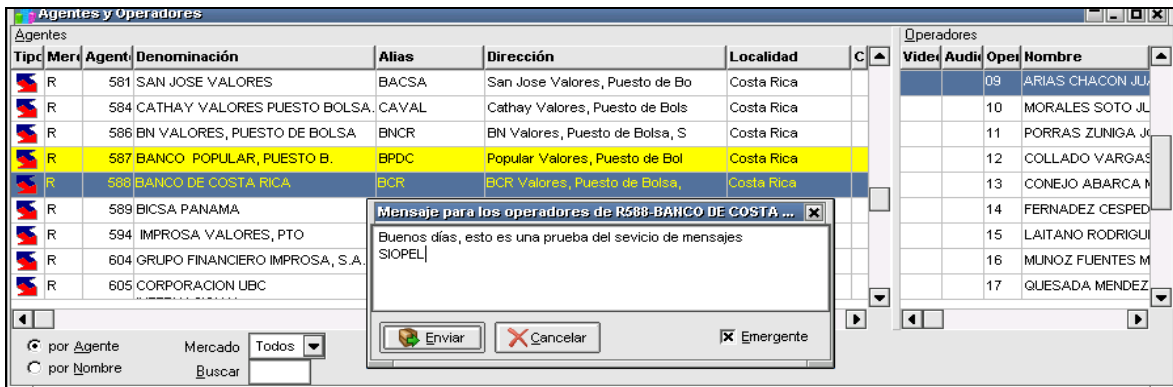 Agentes y Operadores
Agentes
Operadores
Tipo Mer Agent Denominación Alias Dirección Localidad C
Video Audi Oper Nombre
R 581 SAN JOSE VALORES BACSA San Jose Valores, Puesto de Bo Costa Rica
09 ARIAS CHACON JU
R 584 CATHAY VALORES PUESTO BOLSA. CAVAL Cathay Valores, Puesto de Bols Costa Rica
10 MORALES SOTO JL
R 586 BN VALORES, PUESTO DE BOLSA BNCR BN Valores, Puesto de Bolsa, S Costa Rica
11 PORRAS ZUNIGA
R 587 BANCO POPULAR, PUESTO B. BPDC Popular Valores, Puesto de Bol Costa Rica
12 COLLADO VARGAS
R 588 BANCO DE COSTA RICA BCR BCR Valores, Puesto de Bolsa, Costa Rica
13 CONEJO ABARCA
R 589 BICSA PANAMA
14 FERNADEZ CESPED
R 594 IMPROSA VALORES, PTO
15 LAITANO RODRIGU
R 604 GRUPO FINANCIERO IMPROSA, S.A.
16 MUNOZ FUENTES M
R 605 CORPORACION UBC
17 QUESADA MENDEZ
Mensaje para los operadores de R588-BANCO DE COSTA ...
Buenos días, esto es una prueba del sevicio de mensajes
SIOPEL
Enviar Cancelar Emergente
por Agente Mercado Todos
por Nombre Buscar